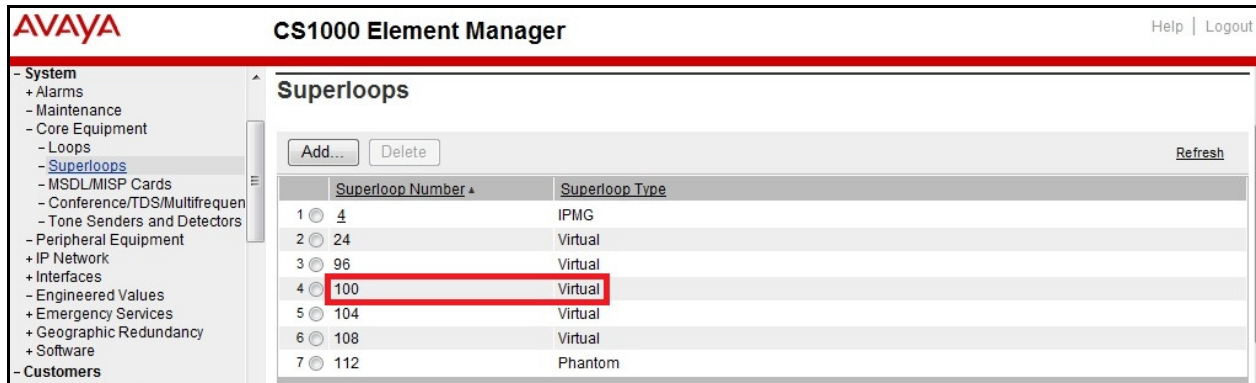 AVAYA
CS1000 Element Manager
Help | Logout
- System
+ Alarms
- Maintenance
- Core Equipment
- Loops
- Superloops
- MSDL/MISP Cards
- Conference/TDS/Multifrequen
- Tone Senders and Detectors
- Peripheral Equipment
+ IP Network
+ Interfaces
- Engineered Values
+ Emergency Services
+ Geographic Redundancy
+ Software
- Customers
Superloops
Add... Delete Refresh
Superloop Number Superloop Type
1 4 IPMG
2 24 Virtual
3 96 Virtual
4 100 Virtual
5 104 Virtual
6 108 Virtual
7 112 Phantom